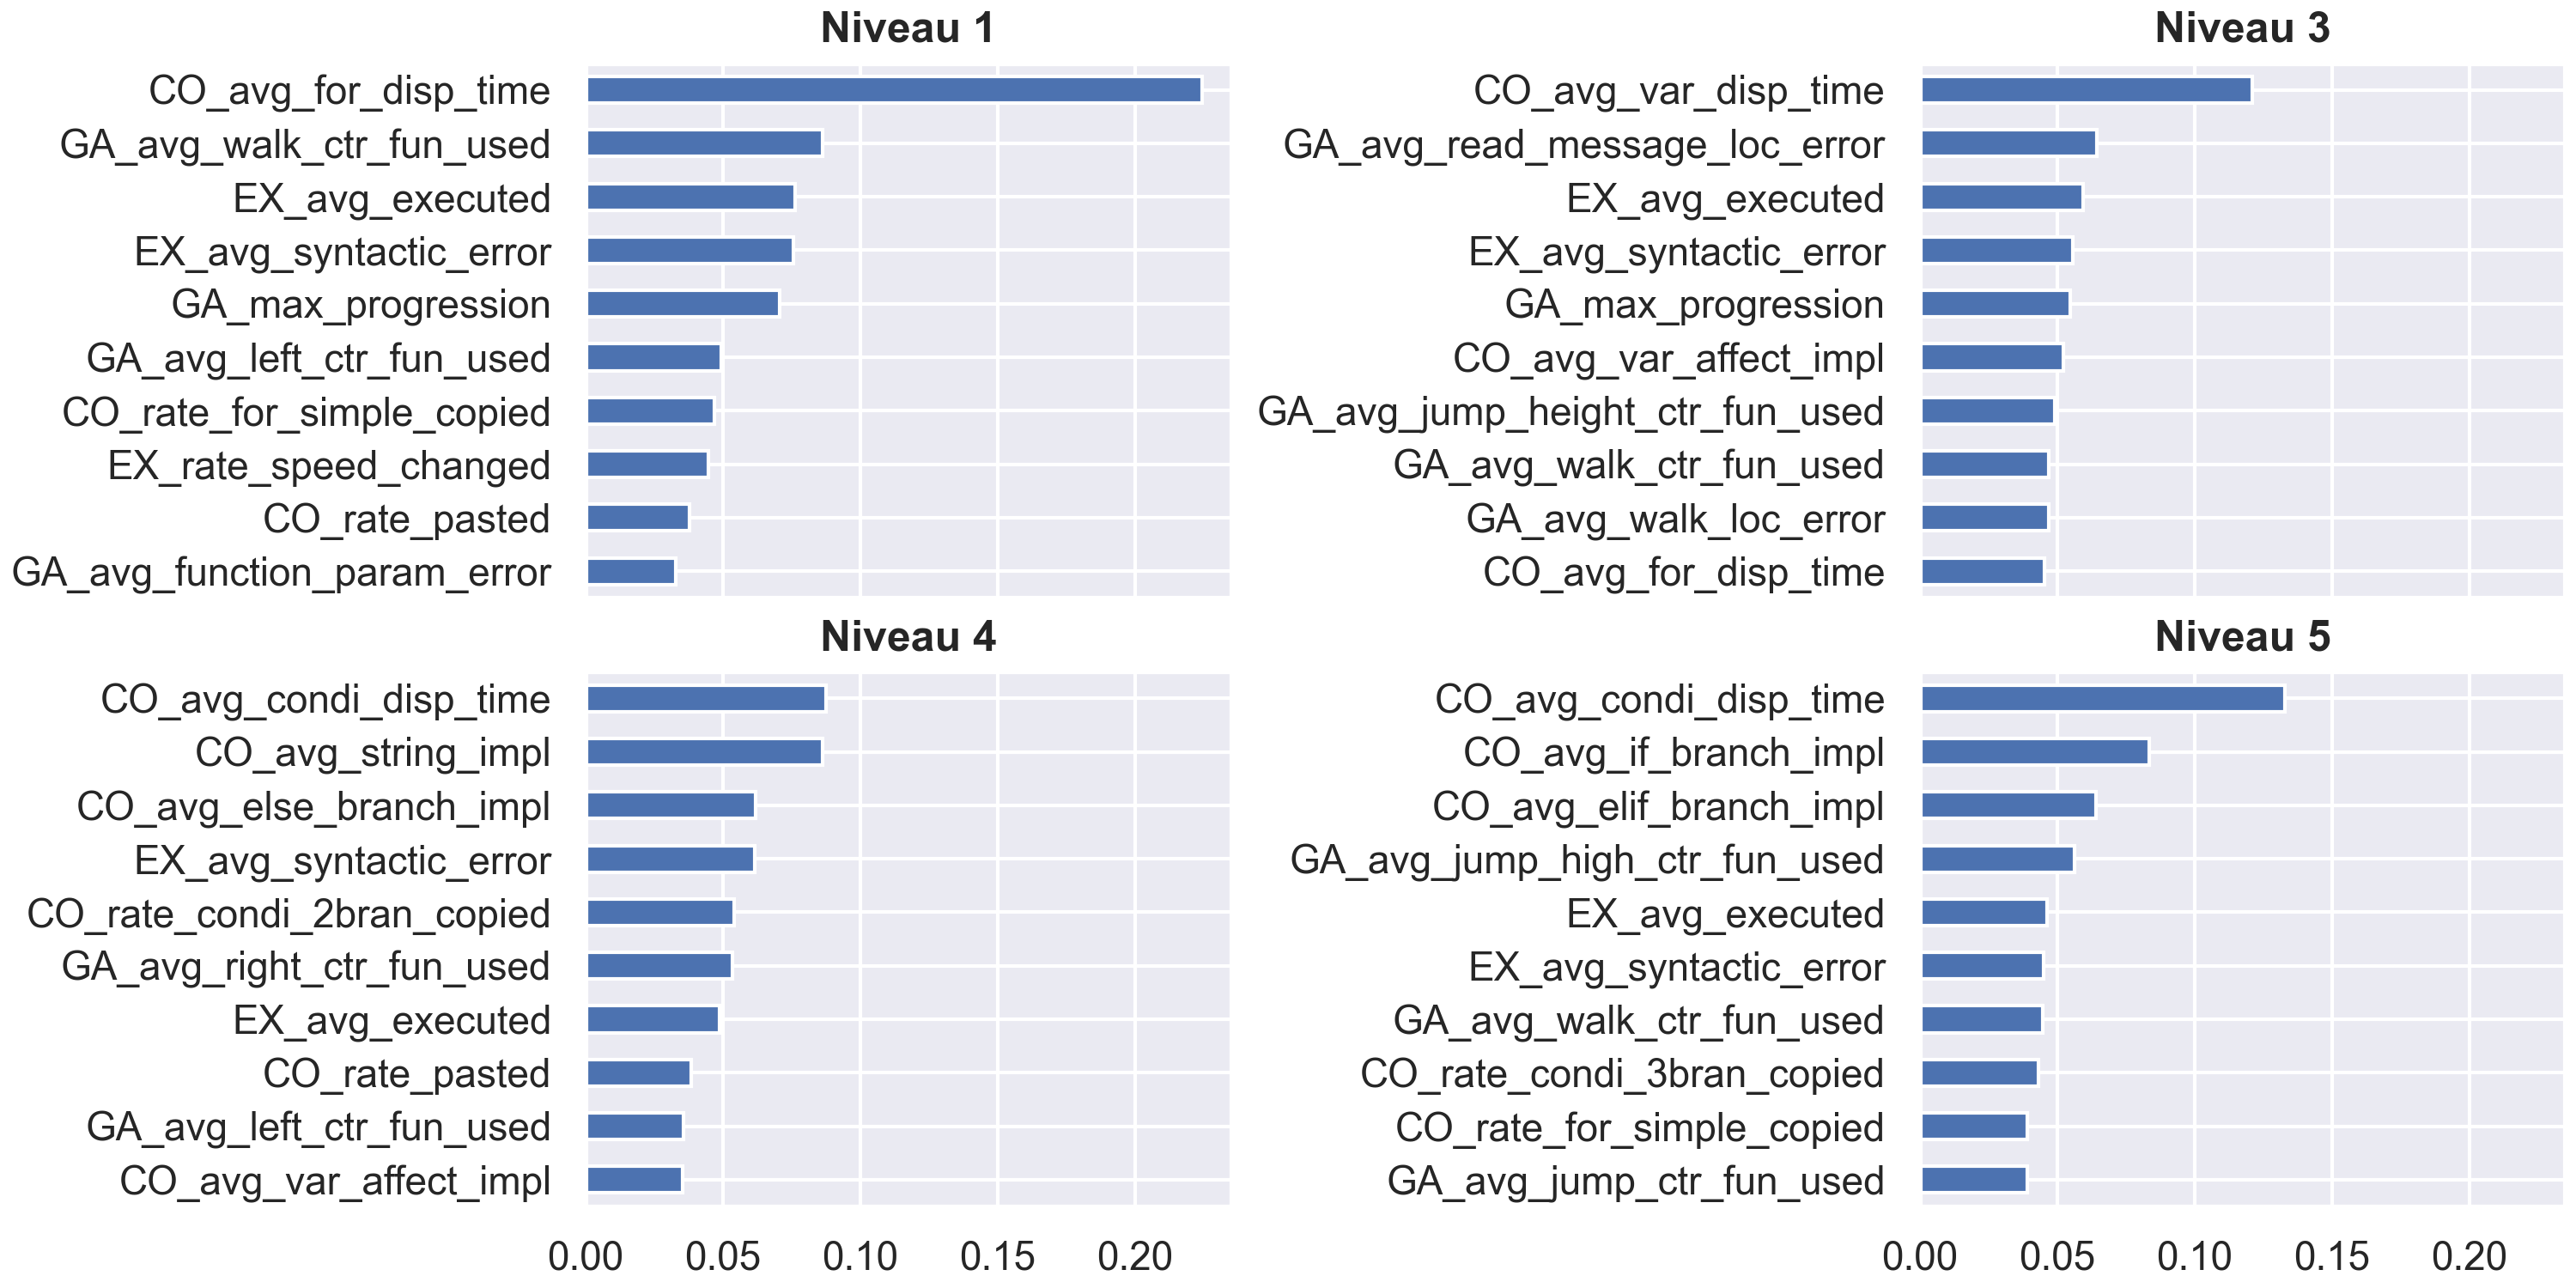 Niveau 1
CO_avg_for_disp_time
GA_avg_walk_ctr_fun_used
EX_avg_executed
EX_avg_syntactic_error
GA_max_progression
GA_avg_left_ctr_fun_used
CO_rate_for_simple_copied
EX_rate_speed_changed
CO_rate_pasted
GA_avg_function_param_error
Niveau 3
CO_avg_var_disp_time
GA_avg_read_message_loc_error
EX_avg_executed
EX_avg_syntactic_error
GA_max_progression
CO_avg_var_affect_impl
GA_avg_jump_height_ctr_fun_used
GA_avg_walk_ctr_fun_used
GA_avg_walk_loc_error
CO_avg_for_disp_time
Niveau 4
CO_avg_condi_disp_time
CO_avg_string_impl
CO_avg_else_branch_impl
EX_avg_syntactic_error
CO_rate_condi_2bran_copied
GA_avg_right_ctr_fun_used
EX_avg_executed
CO_rate_pasted
GA_avg_left_ctr_fun_used
CO_avg_var_affect_impl
0.00 0.05 0.10 0.15 0.20
Niveau 5
CO_avg_condi_disp_time
CO_avg_if_branch_impl
CO_avg_elif_branch_impl
GA_avg_jump_high_ctr_fun_used
EX_avg_executed
EX_avg_syntactic_error
GA_avg_walk_ctr_fun_used
CO_rate_condi_3bran_copied
CO_rate_for_simple_copied
GA_avg_jump_ctr_fun_used
0.00 0.05 0.10 0.15 0.20